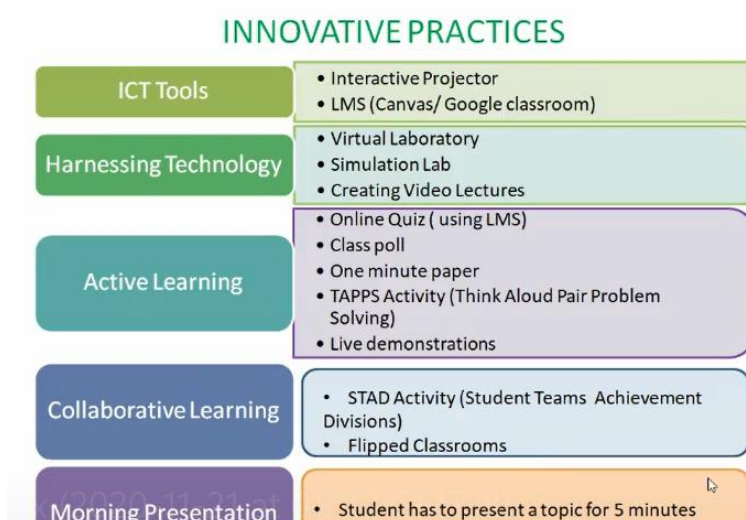 INNOVATIVE PRACTICES
ICT Tools
• Interactive Projector
• LMS (Canvas/ Google classroom)
Harnessing Technology
• Virtual Laboratory
• Simulation Lab
• Creating Video Lectures
Active Learning
• Online Quiz ( using LMS)
• Class poll
• One minute paper
• TAPPS Activity (Think Aloud Pair Problem
Solving)
• Live demonstrations
Collaborative Learning
• STAD Activity (Student Teams Achievement
Divisions)
• Flipped Classrooms
Morning Presentation
• Student has to present a topic for 5 minutes